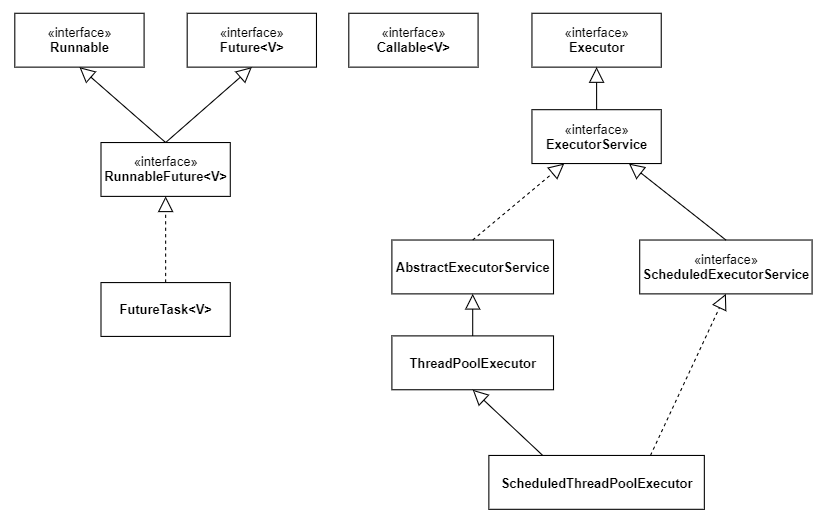 «interface»
Runnable
«interface»
Future<V>
«interface»
Callable<V>
«interface»
Executor
«interface»
ExecutorService
«interface»
RunnableFuture<V>
AbstractExecutorService
«interface»
ScheduledExecutorService
FutureTask<V>
ThreadPoolExecutor
ScheduledThreadPoolExecutor